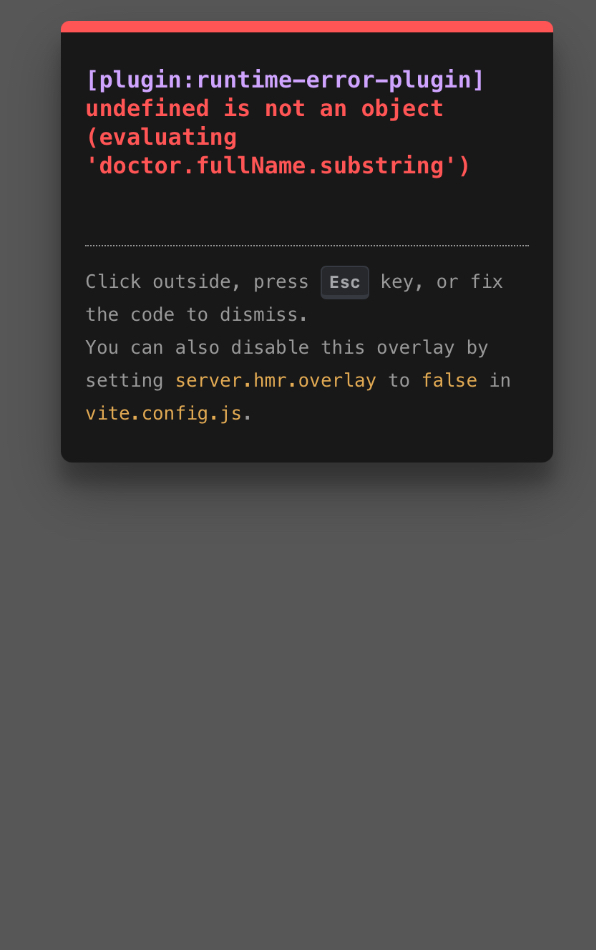 [plugin:runtime-error-plugin]
undefined is not an object
(evaluating
'doctor.fullName.substring')
Click outside, press Esc key, or fix
the code to dismiss.
You can also disable this overlay by
setting server.hmr.overlay to false in
vite.config.js.